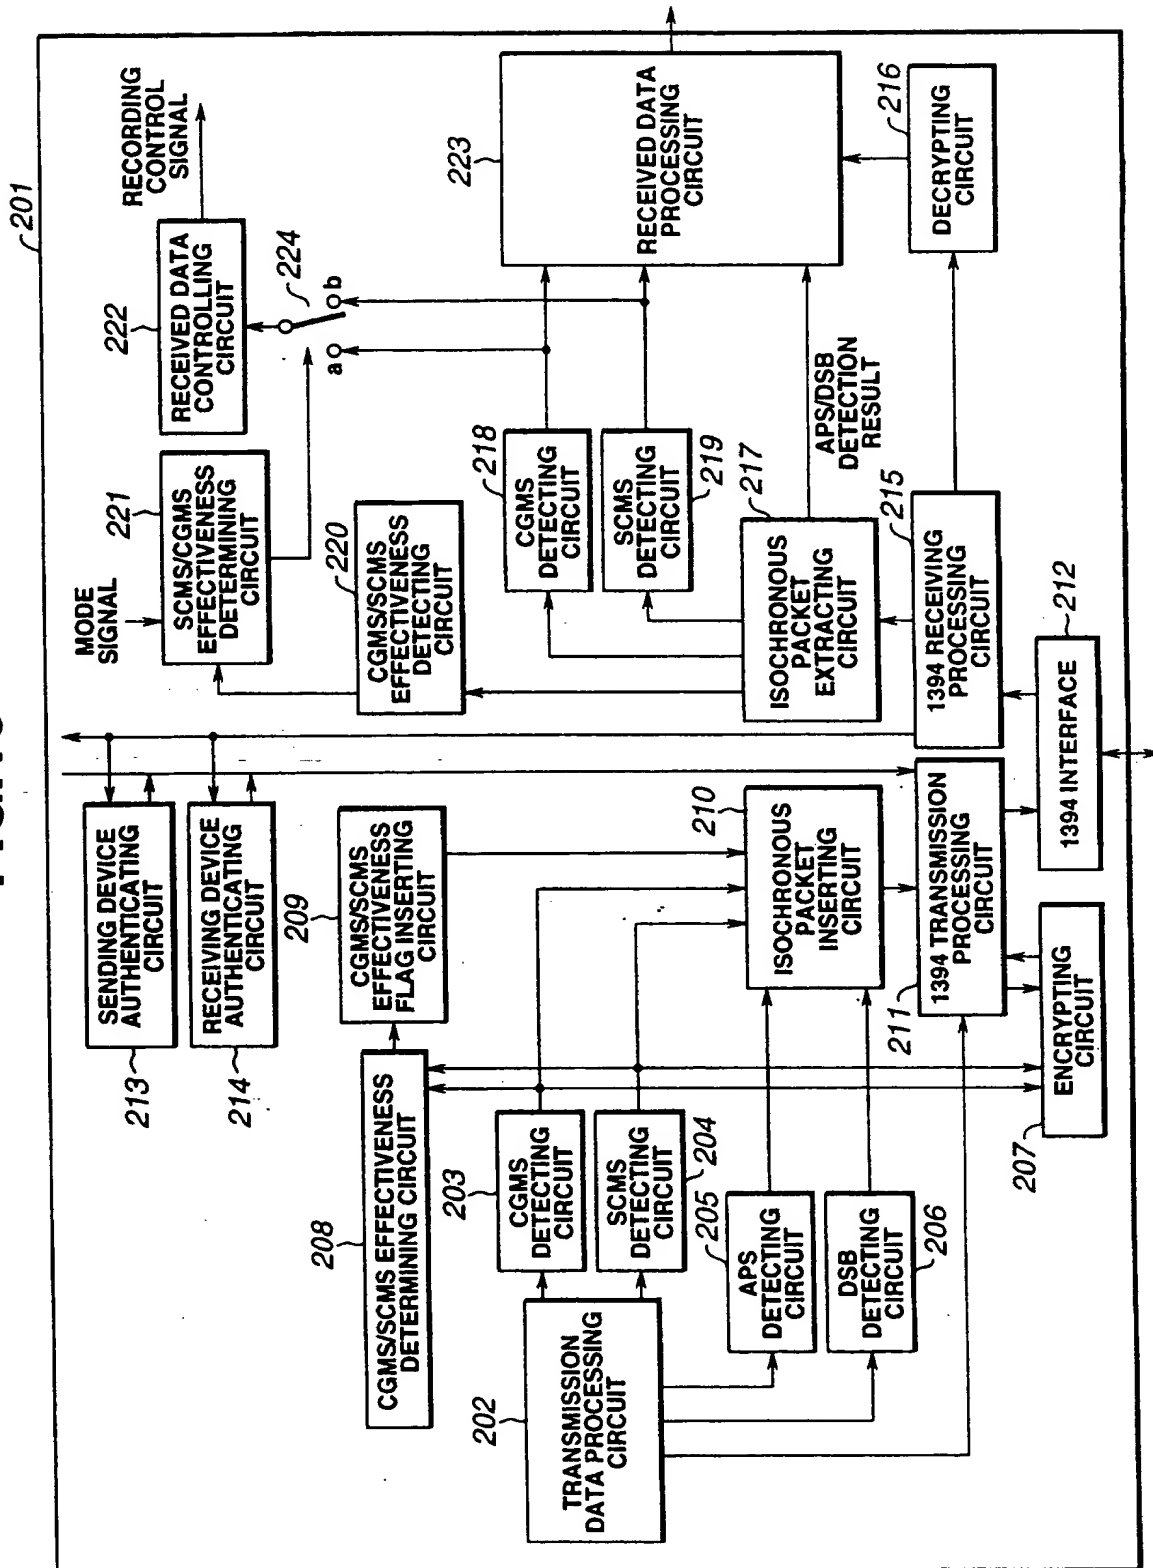 201
202
TRANSMISSION
DATA PROCESSING
CIRCUIT
208
CGMS/SCMS EFFECTIVENESS
DETERMINING CIRCUIT
203
CGMS
DETECTING
CIRCUIT
SCMS
DETECTING
CIRCUIT
204
205
APS
DETECTING
CIRCUIT
DSB
DETECTING
CIRCUIT
206
207
ENCRYPTING
CIRCUIT
213
SENDING DEVICE
AUTHENTICATING
CIRCUIT
214
RECEIVING DEVICE
AUTHENTICATING
CIRCUIT
209
CGMS/SCMS
EFFECTIVENESS
FLAG INSERTING
CIRCUIT
210
ISOCHRONOUS
PACKET
INSERTING
CIRCUIT
211
1394 TRANSMISSION
PROCESSING
CIRCUIT
1394 INTERFACE
212
MODE
SIGNAL
221
SCMS/CGMS
EFFECTIVENESS
DETERMINING
CIRCUIT
220
CGMS/SCMS
EFFECTIVENESS
DETECTING
CIRCUIT
CGMS
DETECTING
CIRCUIT
218
SCMS
DETECTING
CIRCUIT
219
217
ISOCHRONOUS
PACKET
EXTRACTING
CIRCUIT
215
1394 RECEIVING
PROCESSING
CIRCUIT
APS/DSB
DETECTION
RESULT
222
RECEIVED DATA
CONTROLLING
CIRCUIT
224
a
b
RECORDING
CONTROL
SIGNAL
223
RECEIVED DATA
PROCESSING
CIRCUIT
DECRYPTING
CIRCUIT
216